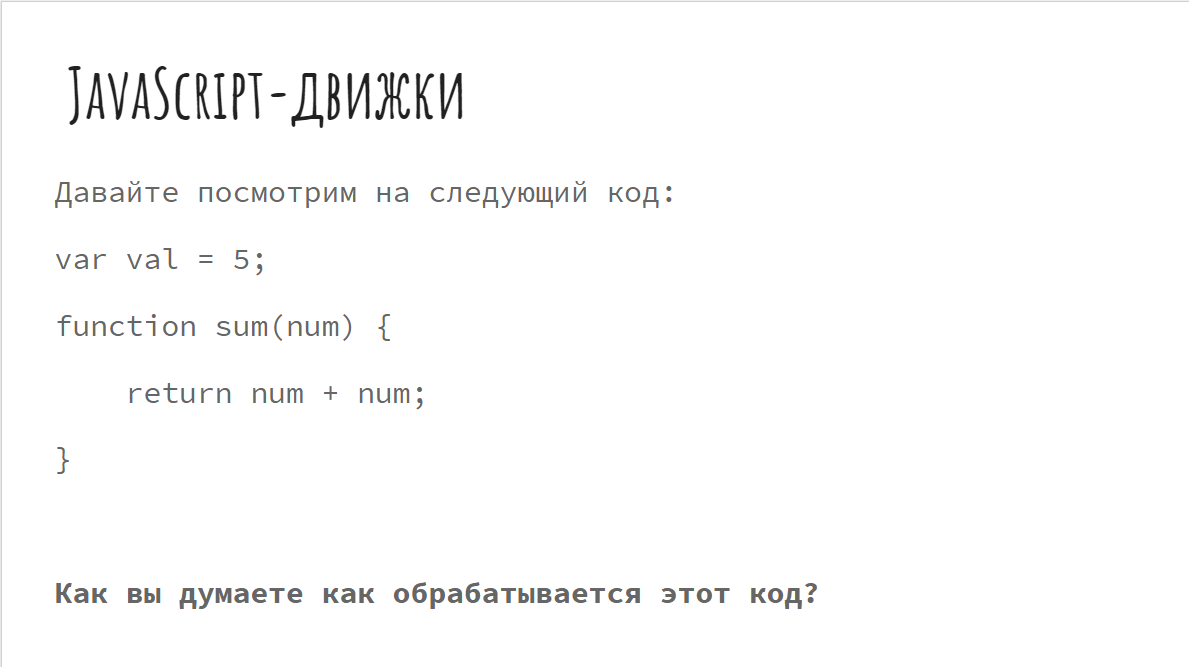 JavaScript-движки
Давайте посмотрим на следующий код:
var val = 5;
function sum(num) {
    return num + num;
}
Как вы думаете как обрабатывается этот код?